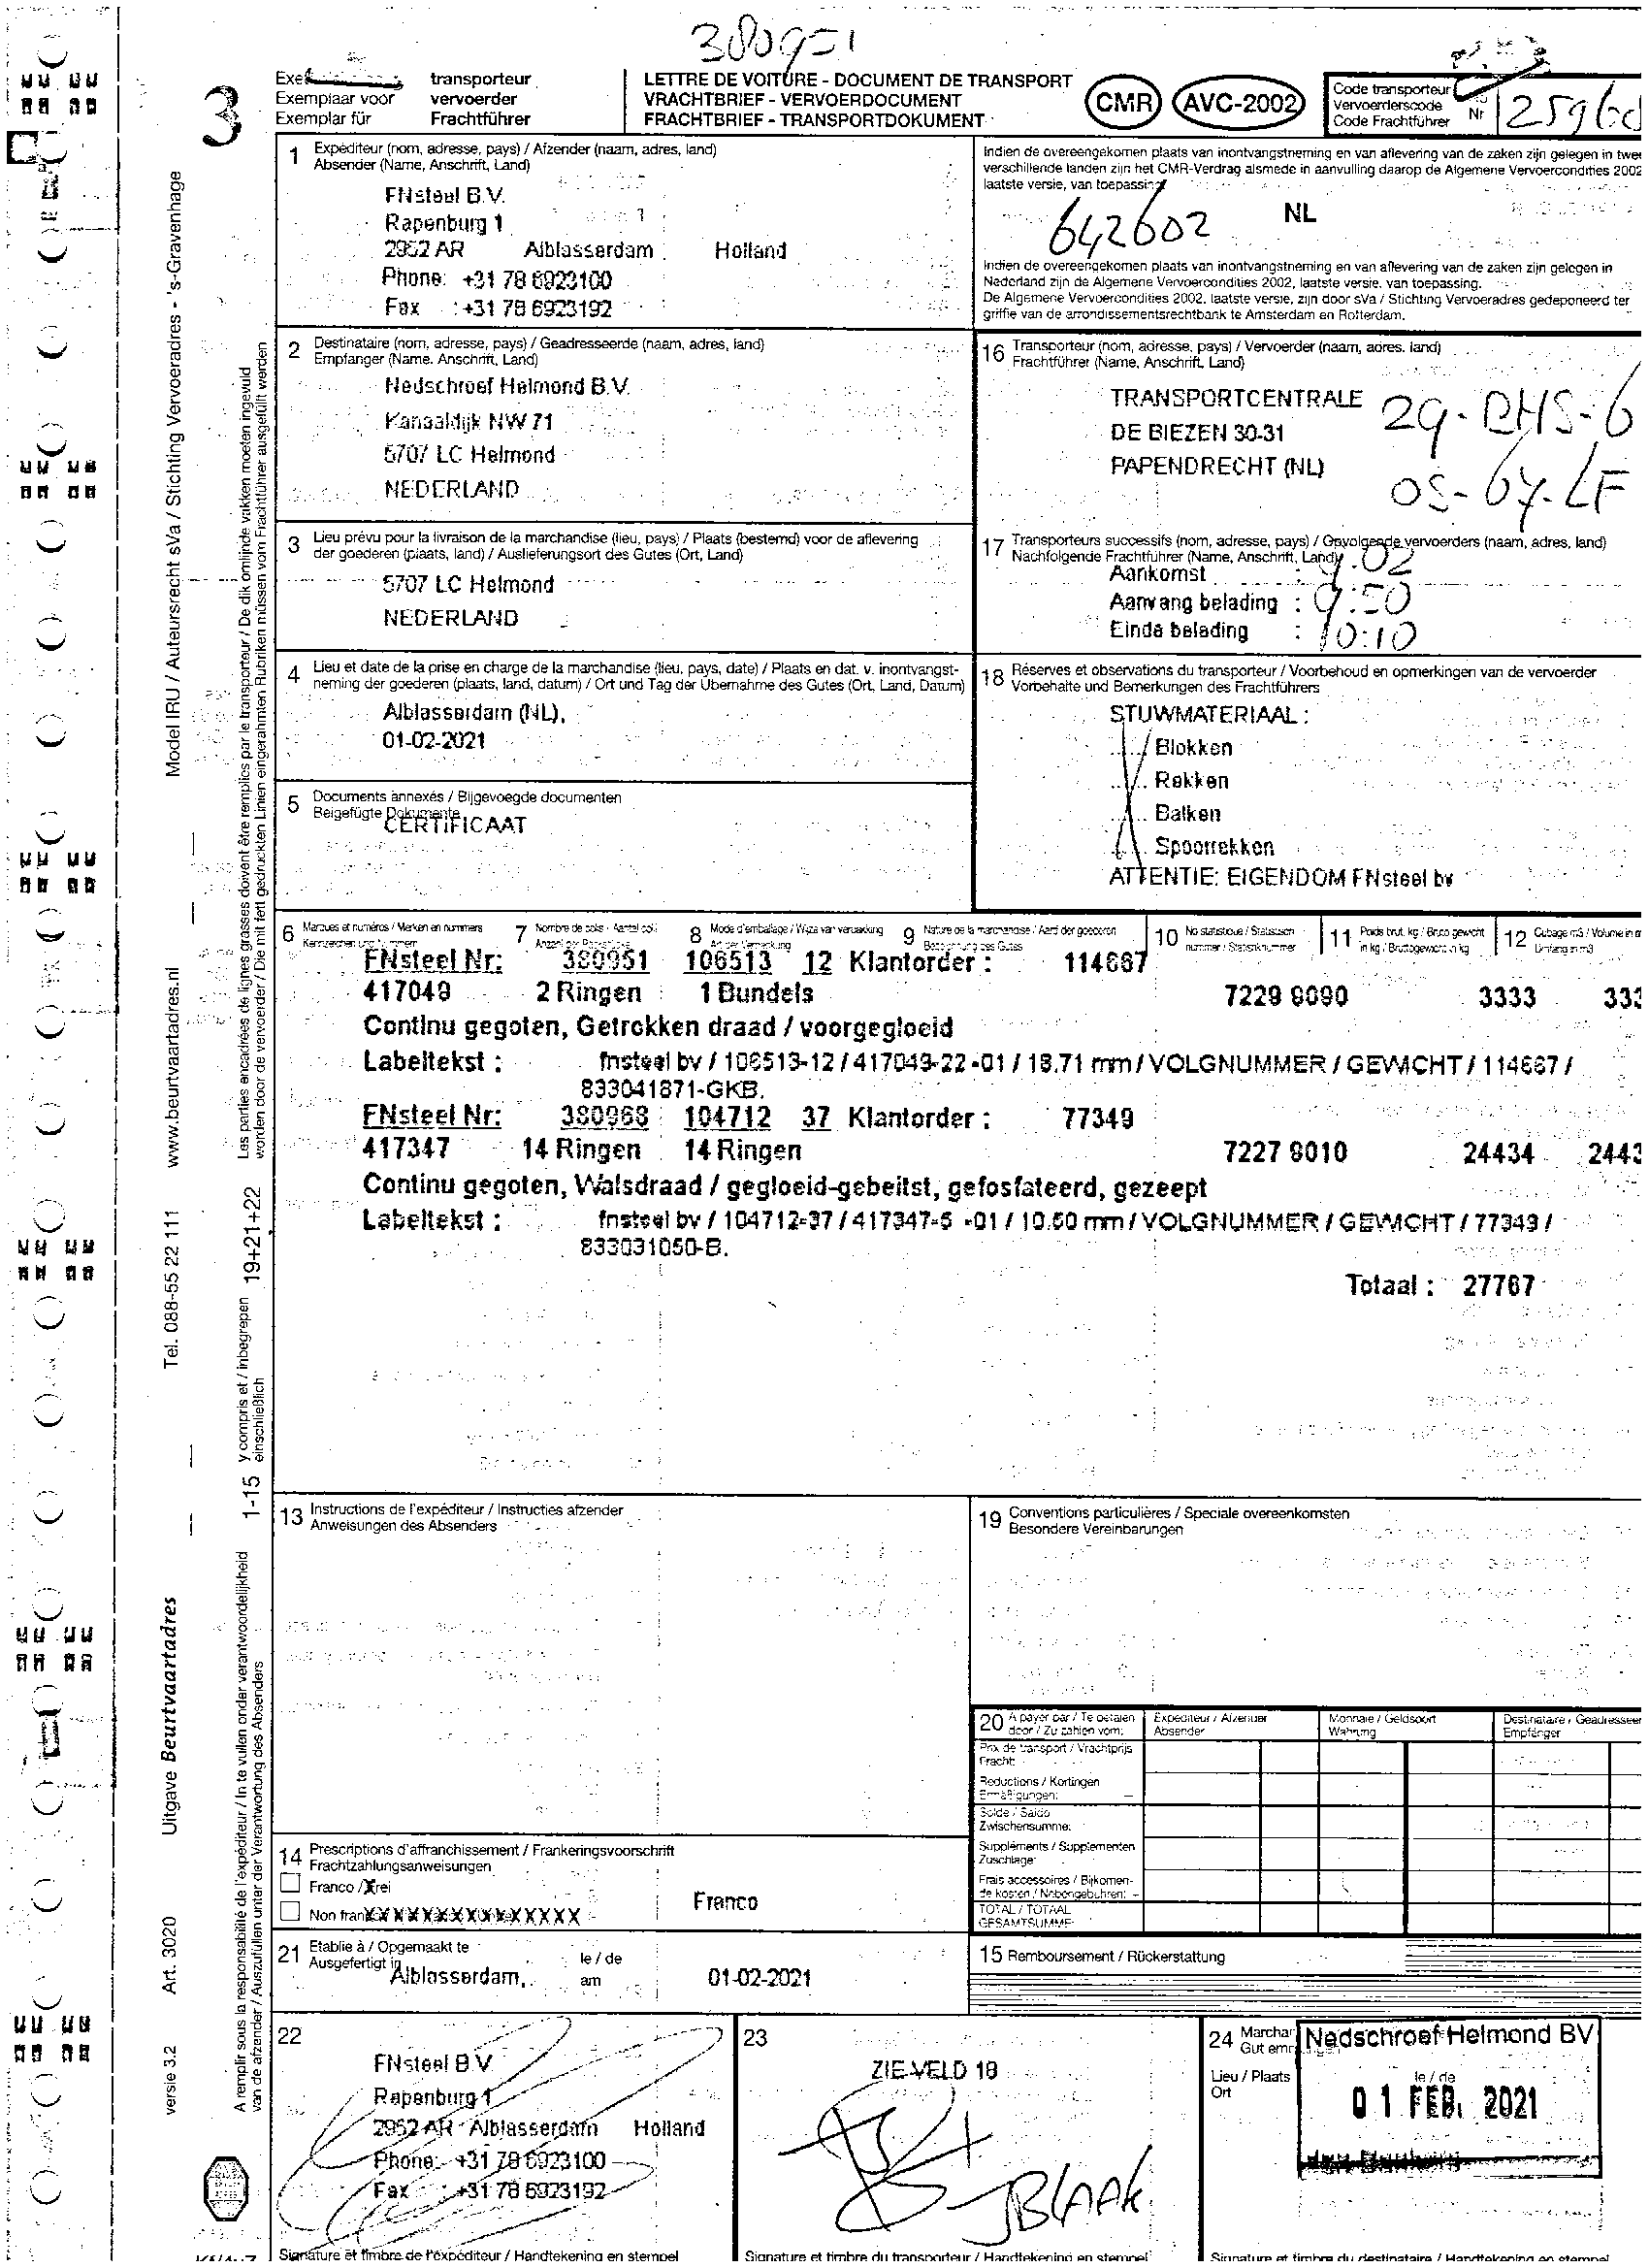 380951
3
transporteur
Exemplaar voor vervoerder
Exemplar für Frachtführer
LETTRE DE VOITURE - DOCUMENT DE TRANSPORT
VRACHTBRIEF - VERVOERDOCUMENT
FRACHTBRIEF - TRANSPORTDOKUMENT
CMR AVC-2002
Code transporteur
Vervoerderscode
Code Frachtführer
Nr
1 Expéditeur (nom, adresse, pays) / Afzender (naam, adres, land)
Absender (Name, Anschrift, Land)
FNsteel B.V.
Rapenburg 1
2952 AR Alblasserdam Holland
Phone: +31 78 6923100
Fax : +31 78 6923192
Indien de overeengekomen plaats van inontvangstneming en van aflevering van de zaken zijn gelegen in twee
verschillende landen zijn het CMR-Verdrag alsmede in aanvulling daarop de Algemene Vervoercondities 2002
laatste versie, van toepassing
642602 NL
Indien de overeengekomen plaats van inontvangstneming en van aflevering van de zaken zijn gelegen in
Nederland zijn de Algemene Vervoercondities 2002, laatste versie, van toepassing.
De Algemene Vervoercondities 2002, laatste versie, zijn door sVa / Stichting Vervoeradres gedeponeerd ter
griffie van de arrondissementsrechtbank te Amsterdam en Rotterdam.
2 Destinataire (nom, adresse, pays) / Geadresseerde (naam, adres, land)
Empfanger (Name. Anschrift, Land)
Nedschroef Helmond B.V.
Kanaaldijk NW 71
5707 LC Helmond
NEDERLAND
16 Transporteur (nom, adresse, pays) / Vervoerder (naam, adres. land)
Frachtführer (Name, Anschrift, Land)
TRANSPORTCENTRALE
DE BIEZEN 30-31
PAPENDRECHT (NL)
29-BHS-6
OS-67-LF
3 Lieu prévu pour la livraison de la marchandise (lieu, pays) / Plaats (bestemd) voor de aflevering
der goederen (plaats, land) / Auslieferungsort des Gutes (Ort, Land)
5707 LC Helmond
NEDERLAND
17 Transporteurs successifs (nom, adresse, pays) / Opvolgende vervoerders (naam, adres, land)
Nachfolgende Frachtführer (Name, Anschrift, Land)
Aankomst : 9.02
Aanvang belading : 9:50
Einde belading : 10:10
4 Lieu et date de la prise en charge de la marchandise (lieu, pays, date) / Plaats en dat. v. inontvangst-
neming der goederen (plaats, land, datum) / Ort und Tag der Übernahme des Gutes (Ort, Land, Datum)
Alblasserdam (NL),
01-02-2021
18 Réserves et observations du transporteur / Voorbehoud en opmerkingen van de vervoerder
Vorbehalte und Bemerkungen des Frachtführers
STUWMATERIAAL :
Blokken
Rekken
Balken
Spoorrekken
ATTENTIE: EIGENDOM FNsteel bv
5 Documents annexés / Bijgevoegde documenten
Beigefügte Dokumente
CERTIFICAAT
6 Marques et numéros / Merken en nummers
7 Nombre de colis - Aantal colli
8 Mode d'emballage / Wijze van verpakking
9 Nature de la marchandise / Aard der goederen
10 No statistique / Statistisch
nummer / Statistiknummer
11 Poids brut. kg / Bruto gewicht
in kg / Bruttogewicht in kg
12 Cubage m3 / Volume in m
Umfang in m3
FNsteel Nr: 380951 106513 12 Klantorder : 114667
417049 2 Ringen 1 Bundels 7229 9090 3333 333
Continu gegoten, Getrokken draad / voorgegloeid
Labeltekst : fnsteel bv / 106513-12 / 417049-22 -01 / 18.71 mm / VOLGNUMMER / GEWICHT / 114667 /
833041871-GKB.
FNsteel Nr: 380968 104712 37 Klantorder : 77349
417347 14 Ringen 14 Ringen 7227 9010 24434 2443
Continu gegoten, Walsdraad / gegloeid-gebeitst, gefosfateerd, gezeept
Labeltekst : fnsteel bv / 104712-37 / 417347-5 -01 / 10.50 mm / VOLGNUMMER / GEWICHT / 77349 /
833031050-B.
Totaal : 27767
13 Instructions de l'expéditeur / Instructies afzender
Anweisungen des Absenders
19 Conventions particulières / Speciale overeenkomsten
Besondere Vereinbarungen
20 A payer par / Te betalen
door / Zu zahlen vom:
Expediteur / Afzender
Absender
Monnaie / Geldsoort
Wahrung
Destinataire / Geadresseer
Empfänger
Prix de transport / Vrachtprijs
Fracht:
Reductions / Kortingen
Ermäßigungen:
Solde / Saldo
Zwischensumme:
Suppléments / Supplementen
Zuschlage:
Frais accessoires / Bijkomen-
de kosten / Nebengebuhren:
TOTAL / TOTAAL
GESAMTSUMME:
14 Prescriptions d'affranchissement / Frankeringsvoorschrift
Frachtzahlungsanweisungen
Franco / Xrei
Non franXXXXXXXXXXXXXXX
Franco
21 Etablie à / Opgemaakt te
Ausgefertigt in
Alblasserdam,
le / de
am
01-02-2021
15 Remboursement / Rückerstattung
22
FNsteel B.V.
Rapenburg 1
2952 AR Alblasserdam Holland
Phone: +31 78 6923100
Fax : +31 78 6923192
Signature et timbre de l'expéditeur / Handtekening en stempel
23
ZIE VELD 18
JBLAAK
Signature et timbre du transporteur / Handtekening en stempel
24 Marchar
Gut em
Lieu / Plaats
Ort
Nedschroef Helmond BV
le / de
01 FEB. 2021
Signature et timbre du destinataire / Handtekening en stempel
Model IRU / Auteursrecht sVa / Stichting Vervoeradres - 's-Gravenhage
www.beurtvaartadres.nl
Tel. 088-55 22 111
Uitgave Beurtvaartadres
Art. 3020
versie 3.2
Les parties encadrées de lignes grasses doivent être remplies par le transporteur / De dik omlijnde vakken moeten ingevuld
worden door de vervoerder / Die mit fett gedruckten Linien eingerahmten Rubriken müssen vom Frachtführer ausgefüllt werden
19+21+22
y compris et / inbegrepen
einschließlich
1-15
A remplir sous la responsabilité de l'expéditeur / In te vullen onder verantwoordelijkheid
van de afzender / Auszufüllen unter der Verantwortung des Absenders